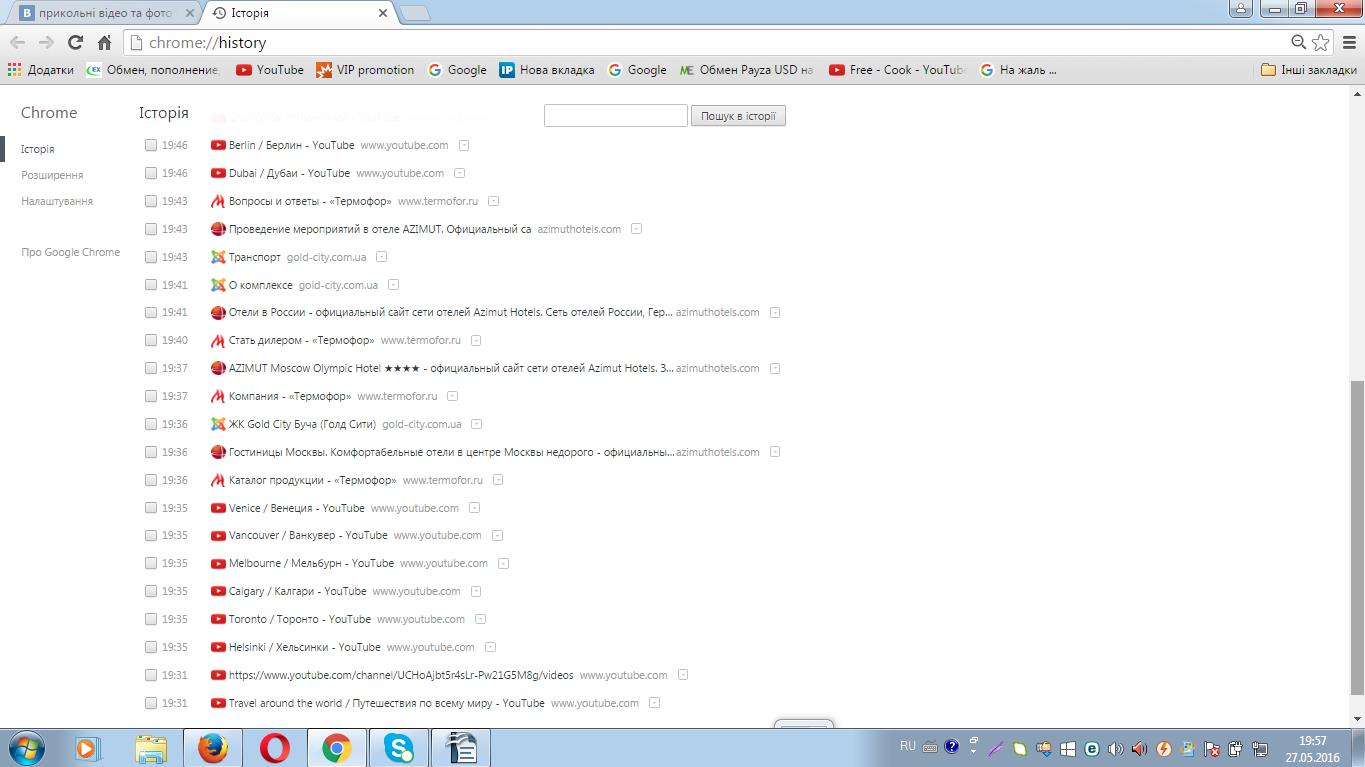 прикольні відео та фото
Історія
chrome://history
Додатки
Обмен, пополнение,
YouTube
VIP promotion
Google
Нова вкладка
Google
Обмен Payza USD на
Free - Cook - YouTub
На жаль ...
Інші закладки
Chrome
Історія
Пошук в історії
Історія
Розширення
Налаштування
Про Google Chrome
19:46 Berlin / Берлин - YouTube www.youtube.com
19:46 Dubai / Дубаи - YouTube www.youtube.com
19:43 Вопросы и ответы - «Термофор» www.termofor.ru
19:43 Проведение мероприятий в отеле AZIMUT. Официальный са azimuthotels.com
19:43 Транспорт gold-city.com.ua
19:41 О комплексе gold-city.com.ua
19:41 Отели в России - официальный сайт сети отелей Azimut Hotels. Сеть отелей России, Гер... azimuthotels.com
19:40 Стать дилером - «Термофор» www.termofor.ru
19:37 AZIMUT Moscow Olympic Hotel ★★★★ - официальный сайт сети отелей Azimut Hotels. З... azimuthotels.com
19:37 Компания - «Термофор» www.termofor.ru
19:36 ЖК Gold City Буча (Голд Сити) gold-city.com.ua
19:36 Гостиницы Москвы. Комфортабельные отели в центре Москвы недорого - официальны... azimuthotels.com
19:36 Каталог продукции - «Термофор» www.termofor.ru
19:35 Venice / Венеция - YouTube www.youtube.com
19:35 Vancouver / Ванкувер - YouTube www.youtube.com
19:35 Melbourne / Мельбурн - YouTube www.youtube.com
19:35 Calgary / Калгари - YouTube www.youtube.com
19:35 Toronto / Торонто - YouTube www.youtube.com
19:35 Helsinki / Хельсинки - YouTube www.youtube.com
19:31 https://www.youtube.com/channel/UCHoAjbt5r4sLr-Pw21G5M8g/videos www.youtube.com
19:31 Travel around the world / Путешествия по всему миру - YouTube www.youtube.com
RU
19:57
27.05.2016